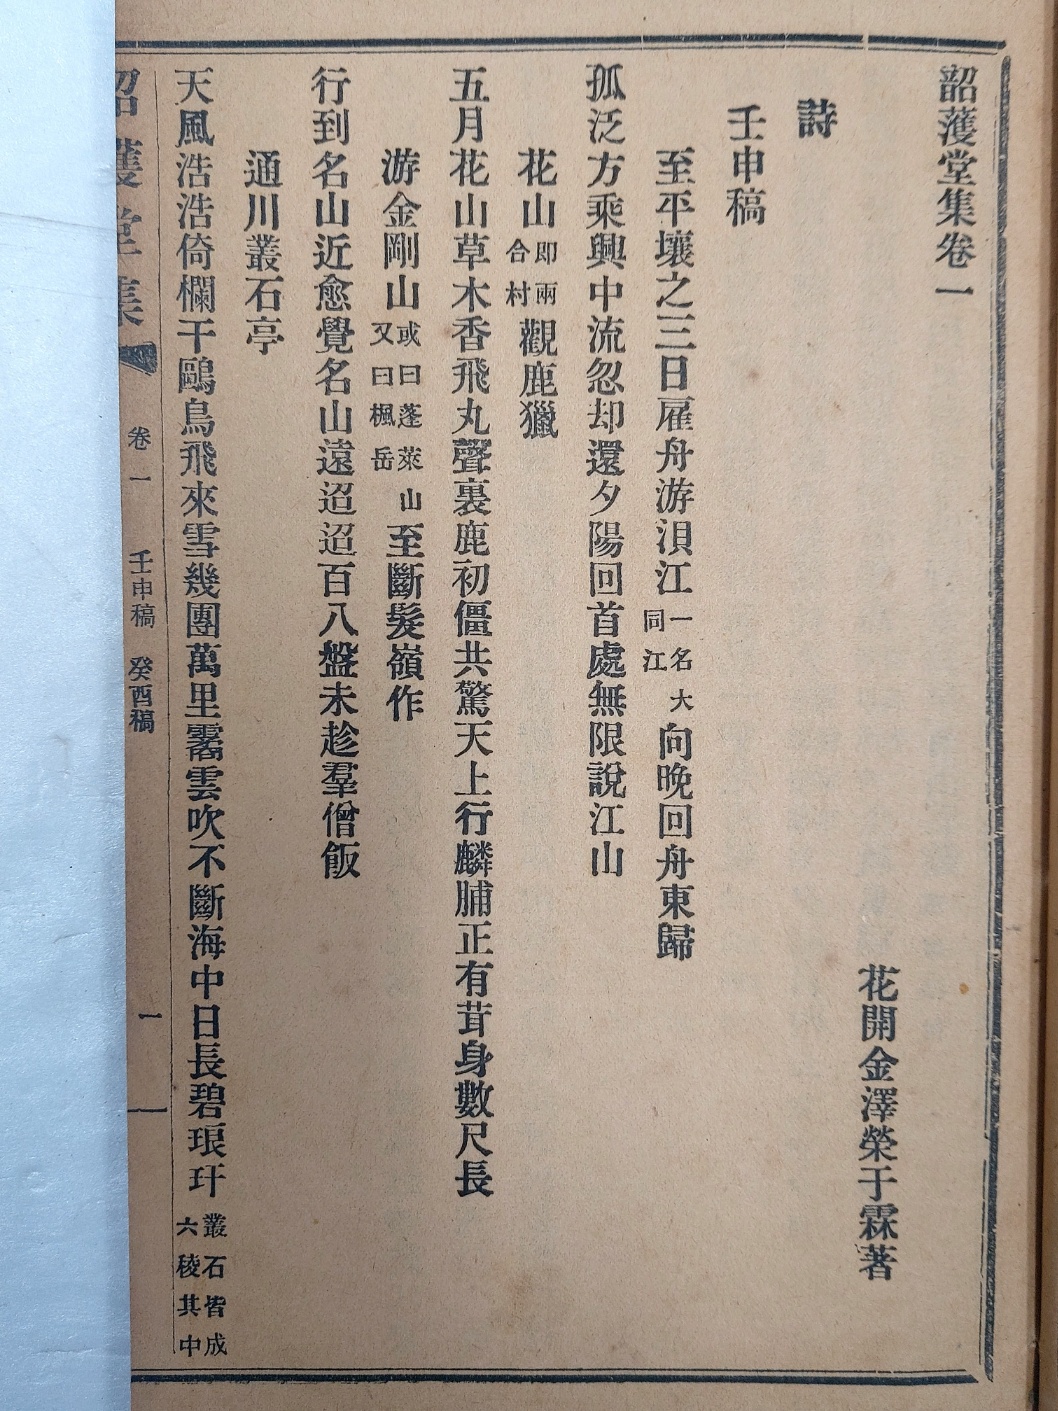 韶濩堂集卷一
花開金澤榮于霖著
詩
壬申稿
至平壤之三日雇舟游浿江一名大同江向晚回舟東歸
孤泛方乘興中流忽却還夕陽回首處無限說江山
花山即兩合村觀鹿獵
五月花山草木香飛丸聲裏鹿初僵共驚天上行麟脯正有茸身數尺長
游金剛山或曰蓬萊山又曰楓岳至斷髮嶺作
行到名山近愈覺名山遠迢迢百八盤未趁羣僧飯
通川叢石亭
天風浩浩倚欄干鷗鳥飛來雪幾團萬里靄雲吹不斷海中日長碧琅玕叢石皆成六稜其中
韶濩堂集 卷一 壬申稿 癸酉稿 一